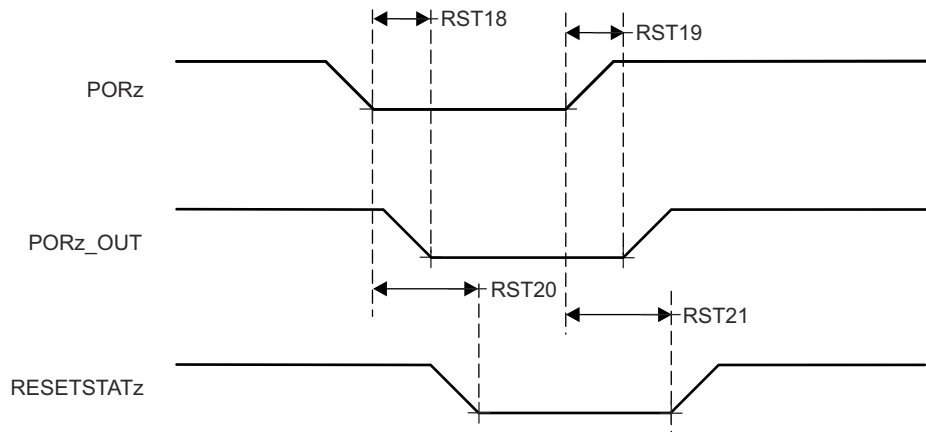 RST18
RST19
PORz
PORz_OUT
RST20
RST21
RESETSTATz